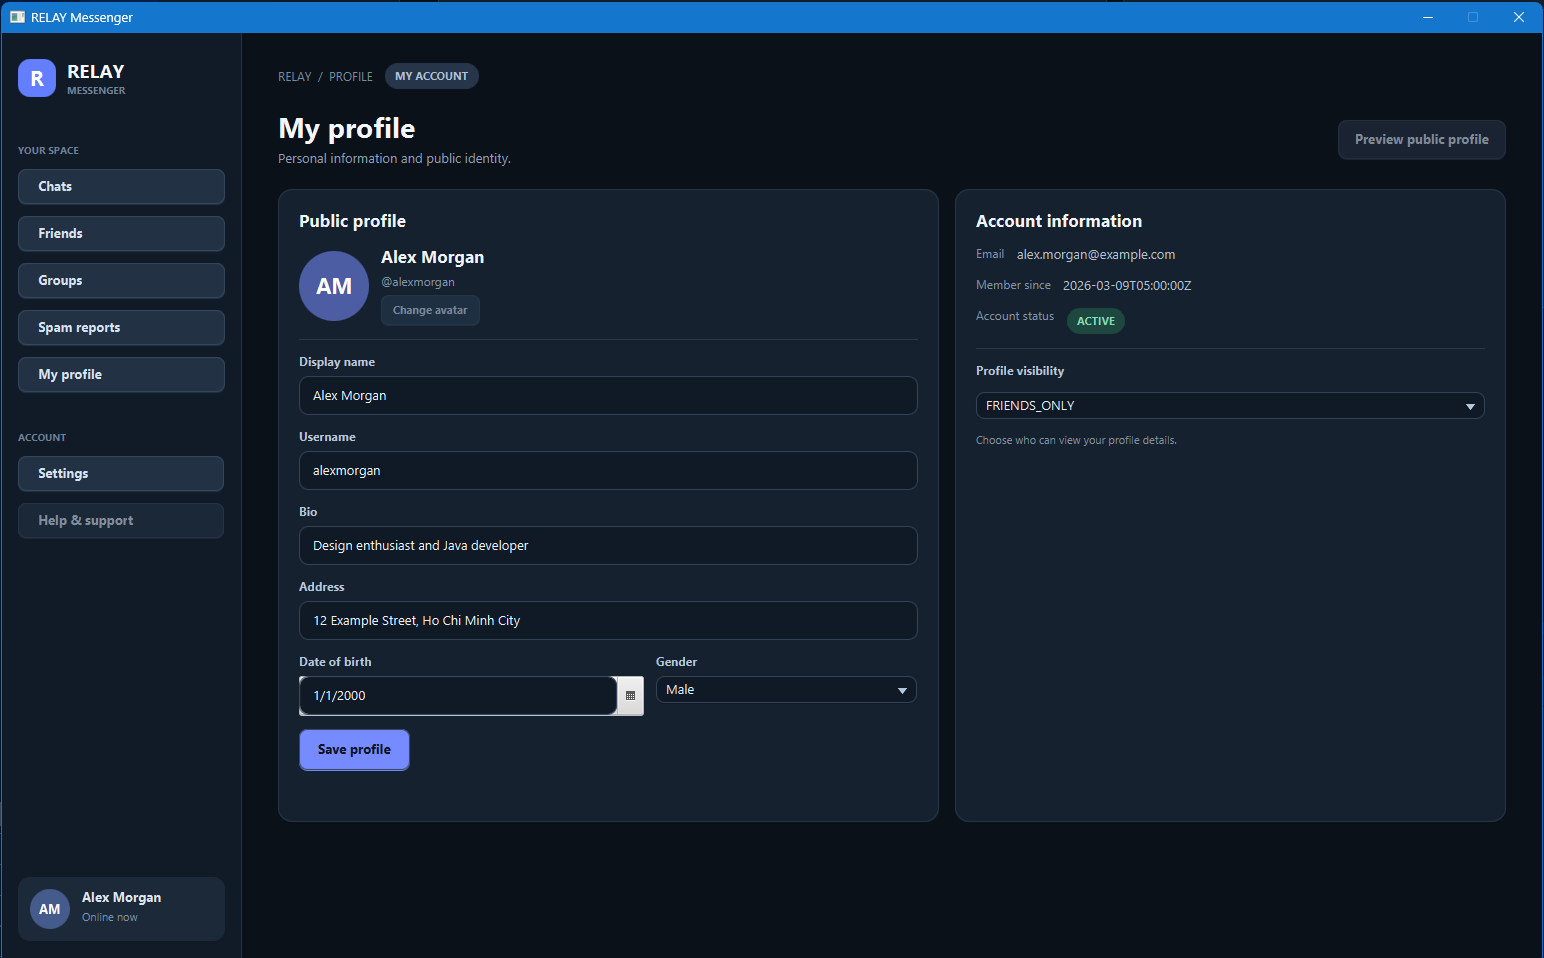 RELAY Messenger
R
RELAY
MESSENGER
YOUR SPACE
Chats
Friends
Groups
Spam reports
My profile
ACCOUNT
Settings
Help & support
AM
Alex Morgan
Online now
RELAY / PROFILE MY ACCOUNT
My profile
Personal information and public identity.
Preview public profile
Public profile
AM
Alex Morgan
@alexmorgan
Change avatar
Display name
Alex Morgan
Username
alexmorgan
Bio
Design enthusiast and Java developer
Address
12 Example Street, Ho Chi Minh City
Date of birth
1/1/2000
Gender
Male
Save profile
Account information
Email alex.morgan@example.com
Member since 2026-03-09T05:00:00Z
Account status ACTIVE
Profile visibility
FRIENDS_ONLY
Choose who can view your profile details.